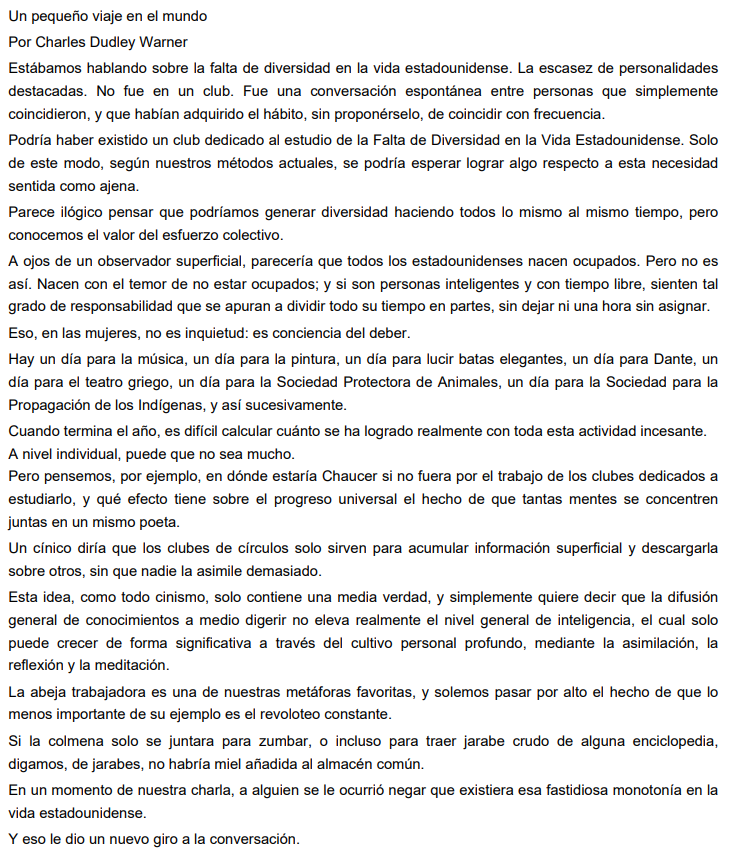 Un pequeño viaje en el mundo
Por Charles Dudley Warner
Estábamos hablando sobre la falta de diversidad en la vida estadounidense. La escasez de personalidades
destacadas. No fue en un club. Fue una conversación espontánea entre personas que simplemente
coincidieron, y que habían adquirido el hábito, sin proponérselo, de coincidir con frecuencia.
Podría haber existido un club dedicado al estudio de la Falta de Diversidad en la Vida Estadounidense. Solo
de este modo, según nuestros métodos actuales, se podría esperar lograr algo respecto a esta necesidad
sentida como ajena.
Parece ilógico pensar que podríamos generar diversidad haciendo todos lo mismo al mismo tiempo, pero
conocemos el valor del esfuerzo colectivo.
A ojos de un observador superficial, parecería que todos los estadounidenses nacen ocupados. Pero no es
así. Nacen con el temor de no estar ocupados; y si son personas inteligentes y con tiempo libre, sienten tal
grado de responsabilidad que se apuran a dividir todo su tiempo en partes, sin dejar ni una hora sin asignar.
Eso, en las mujeres, no es inquietud: es conciencia del deber.
Hay un día para la música, un día para la pintura, un día para lucir batas elegantes, un día para Dante, un
día para el teatro griego, un día para la Sociedad Protectora de Animales, un día para la Sociedad para la
Propagación de los Indígenas, y así sucesivamente.
Cuando termina el año, es difícil calcular cuánto se ha logrado realmente con toda esta actividad incesante.
A nivel individual, puede que no sea mucho.
Pero pensemos, por ejemplo, en dónde estaría Chaucer si no fuera por el trabajo de los clubes dedicados a
estudiarlo, y qué efecto tiene sobre el progreso universal el hecho de que tantas mentes se concentren
juntas en un mismo poeta.
Un cínico diría que los clubes de círculos solo sirven para acumular información superficial y descargarla
sobre otros, sin que nadie la asimile demasiado.
Esta idea, como todo cinismo, solo contiene una media verdad, y simplemente quiere decir que la difusión
general de conocimientos a medio digerir no eleva realmente el nivel general de inteligencia, el cual solo
puede crecer de forma significativa a través del cultivo personal profundo, mediante la asimilación, la
reflexión y la meditación.
La abeja trabajadora es una de nuestras metáforas favoritas, y solemos pasar por alto el hecho de que lo
menos importante de su ejemplo es el revoloteo constante.
Si la colmena solo se juntara para zumbar, o incluso para traer jarabe crudo de alguna enciclopedia,
digamos, de jarabes, no habría miel añadida al almacén común.
En un momento de nuestra charla, a alguien se le ocurrió negar que existiera esa fastidiosa monotonía en la
vida estadounidense.
Y eso le dio un nuevo giro a la conversación.